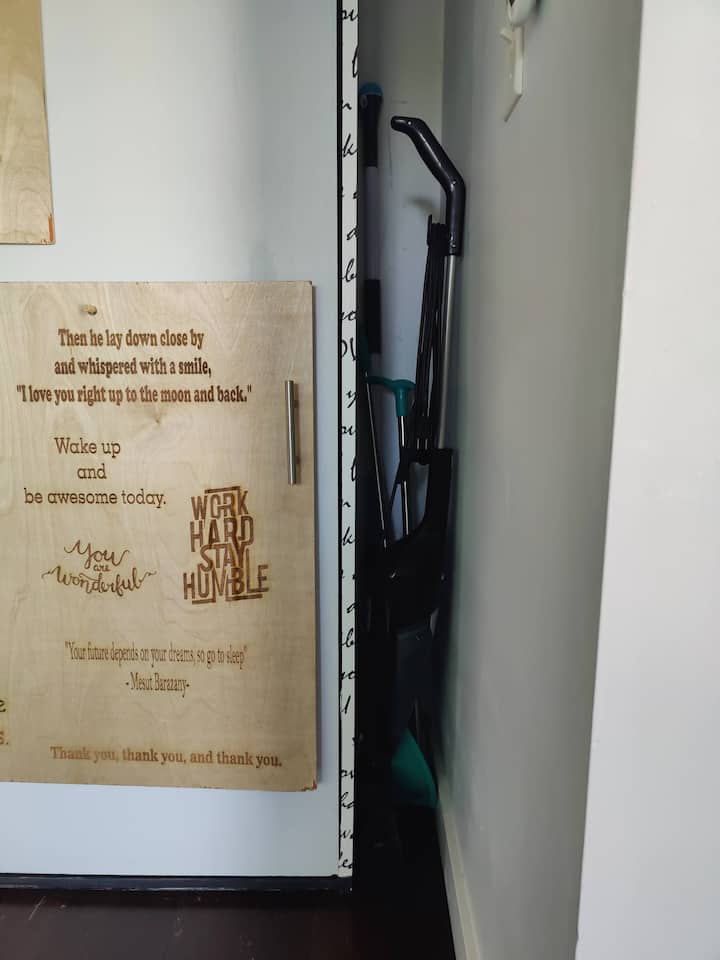 Then he lay down close by
and whispered with a smile,
"I love you right up to the moon and back."
Wake up
and
be awesome today.
WORK
HARD
STAY
HUMBLE
You
are
Wonderful
"Your future depends on your dreams, so go to sleep"
- Mesut Barazany-
Thank you, thank you, and thank you.